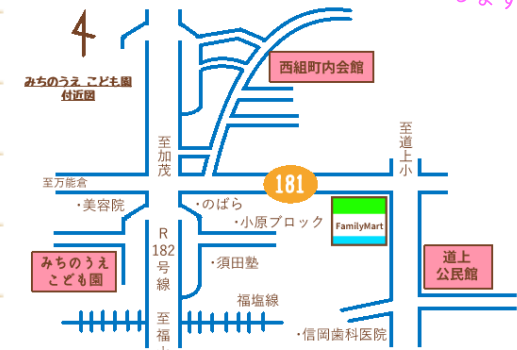 ます
みちのうえ こども園
付近図
西組町内会館
至加茂
至道上小
至万能倉
181
・美容院
・のばら
・小原ブロック
FamilyMart
R
182
号
線
みちのうえ
こども園
・須田塾
道上
公民館
福塩線
至福
・信岡歯科医院